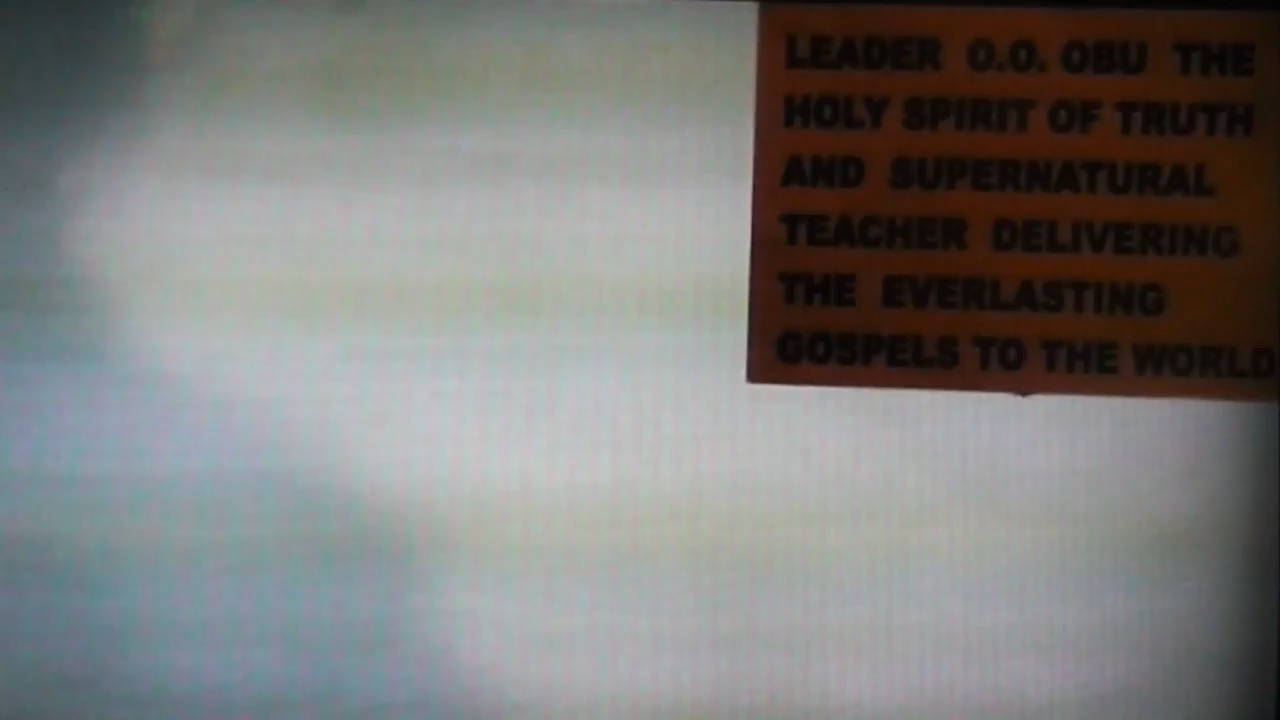 LEADER O.O. OBU THE
HOLY SPIRIT OF TRUTH
AND SUPERNATURAL
TEACHER DELIVERING
THE EVERLASTING
GOSPELS TO THE WORLD